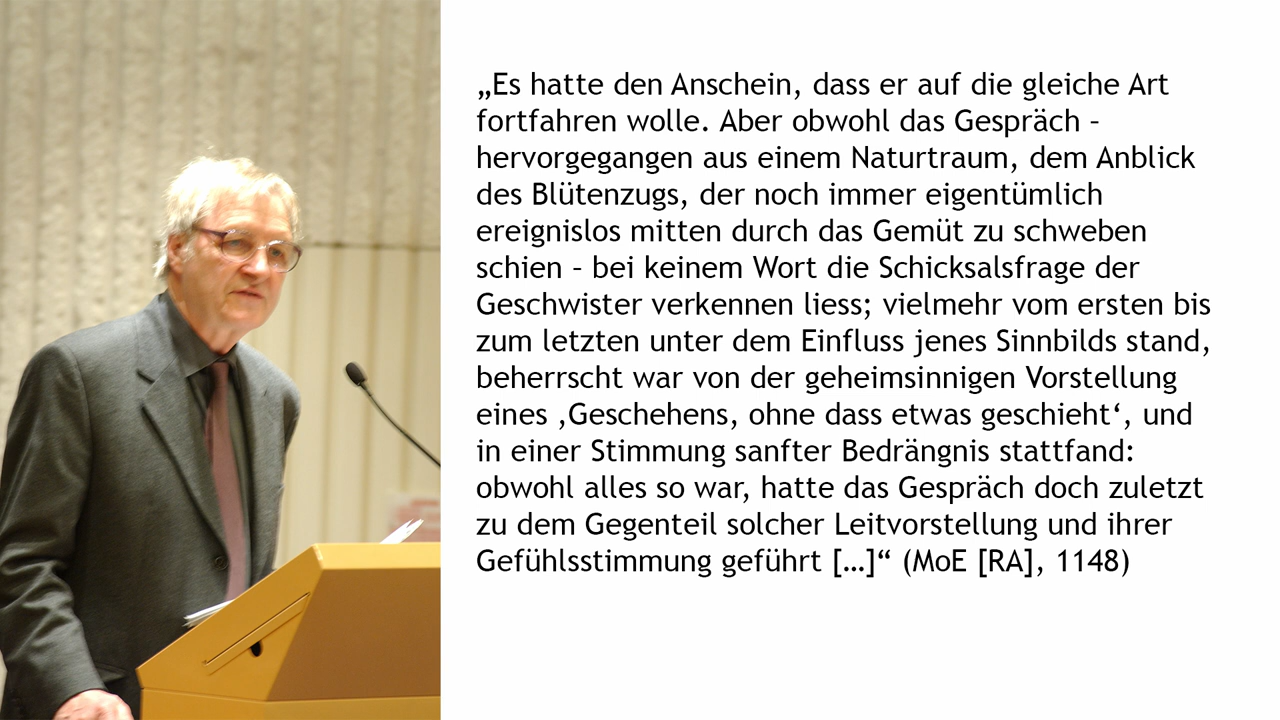 „Es hatte den Anschein, dass er auf die gleiche Art
fortfahren wolle. Aber obwohl das Gespräch –
hervorgegangen aus einem Naturtraum, dem Anblick
des Blütenzugs, der noch immer eigentümlich
ereignislos mitten durch das Gemüt zu schweben
schien – bei keinem Wort die Schicksalsfrage der
Geschwister verkennen liess; vielmehr vom ersten bis
zum letzten unter dem Einfluss jenes Sinnbilds stand,
beherrscht war von der geheimsinnigen Vorstellung
eines ‚Geschehens, ohne dass etwas geschieht‘, und
in einer Stimmung sanfter Bedrängnis stattfand:
obwohl alles so war, hatte das Gespräch doch zuletzt
zu dem Gegenteil solcher Leitvorstellung und ihrer
Gefühlsstimmung geführt […]“ (MoE [RA], 1148)